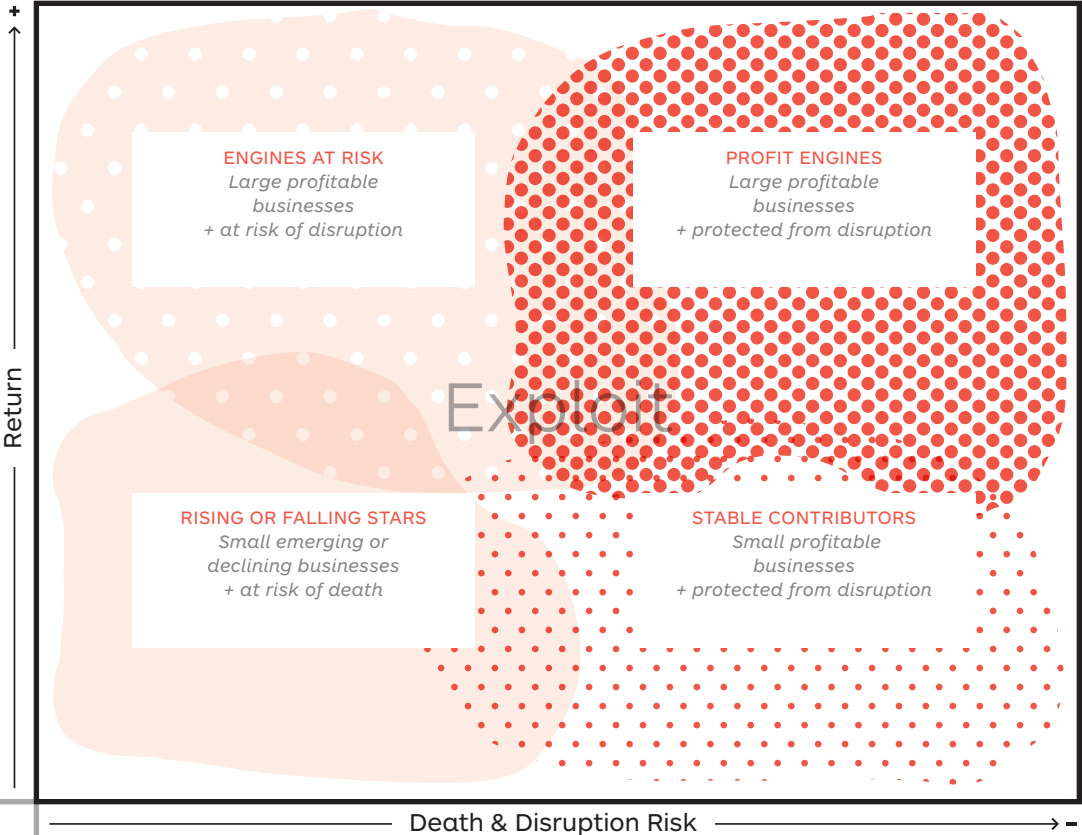 +
ENGINES AT RISK
Large profitable
businesses
+ at risk of disruption
PROFIT ENGINES
Large profitable
businesses
+ protected from disruption
Return
Exploit
RISING OR FALLING STARS
Small emerging or
declining businesses
+ at risk of death
STABLE CONTRIBUTORS
Small profitable
businesses
+ protected from disruption
Death & Disruption Risk
-